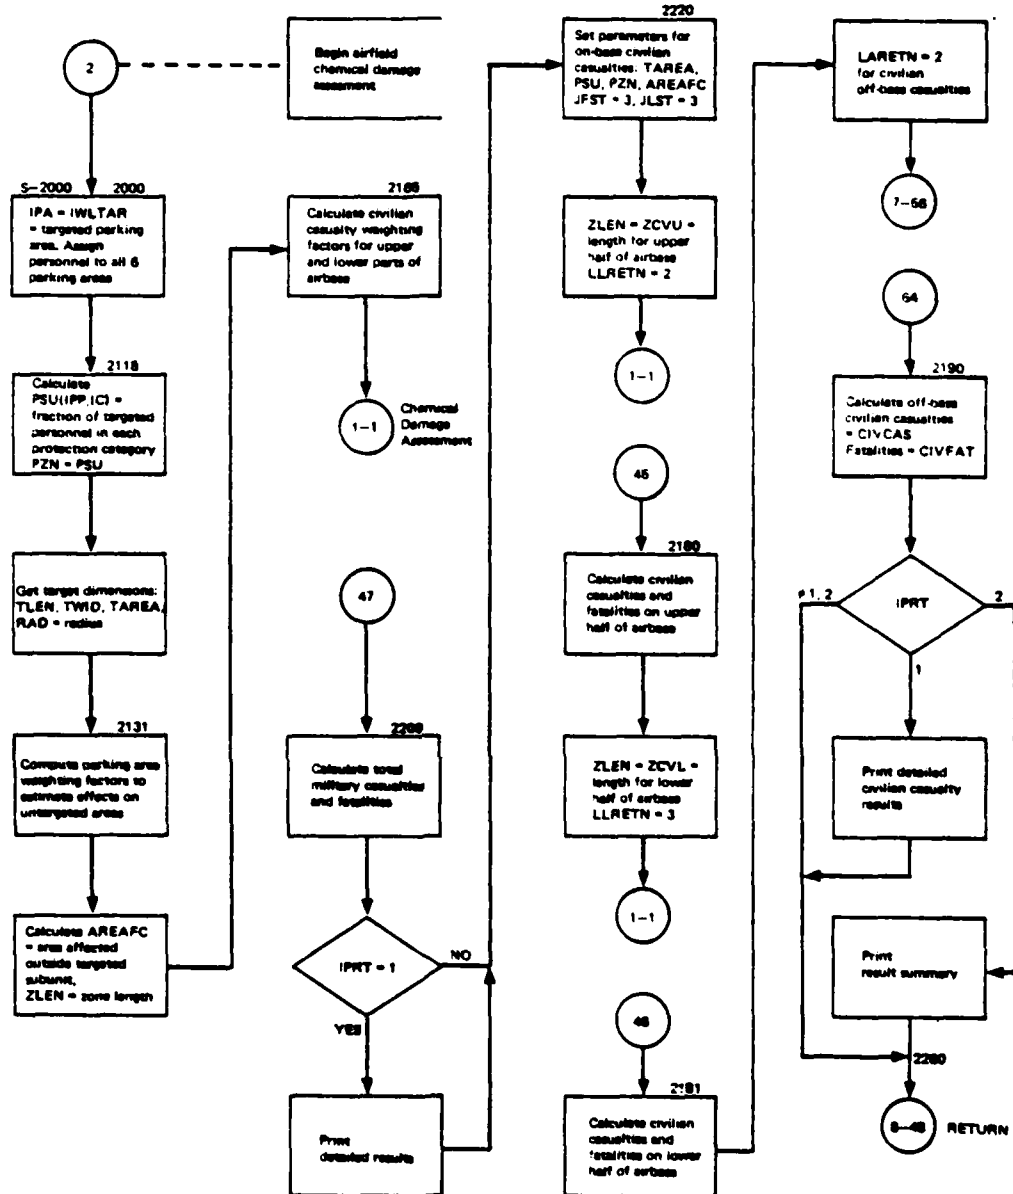 2
Begin airfield
chemical damage
assessment
S-2000 2000
IPA = IWLTAR
= targeted parking
area. Assign
personnel to all 6
parking areas
2118
Calculate
PSU(IPP,IC) =
fraction of targeted
personnel in each
protection category
PZN = PSU
Get target dimensions:
TLEN, TWID, TAREA,
RAD = radius
2131
Compute parking area
weighting factors to
estimate effects on
untargeted areas
Calculate AREAFC
= area affected
outside targeted
subunit,
ZLEN = zone length
Calculate civilian
casualty weighting
factors for upper
and lower parts of
airbase
1-1
Chemical
Damage
Assessment
47
Calculate total
military casualties
and fatalities
IPRT = 1
NO
YES
Print
detailed results
2220
Set parameters for
on-base civilian
casualties: TAREA,
PSU, PZN, AREAFC
JFST = 3, JLST = 3
ZLEN = ZCVU =
length for upper
half of airbase
LLRETN = 2
1-1
45
2180
Calculate civilian
casualties and
fatalities on upper
half of airbase
ZLEN = ZCVL =
length for lower
half of airbase
LLRETN = 3
1-1
2181
Calculate civilian
casualties and
fatalities on lower
half of airbase
LARETN = 2
for civilian
off-base casualties
64
2190
Calculate off-base
civilian casualties
= CIVCAS
Fatalities = CIVFAT
≠ 1, 2
IPRT
2
1
Print detailed
civilian casualty
results
Print
result summary
RETURN